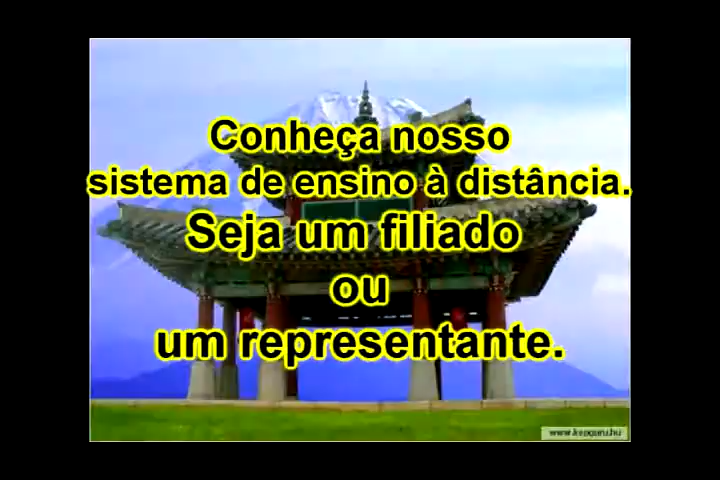 Conheça nosso
sistema de ensino à distância.
Seja um filiado
ou
um representante.